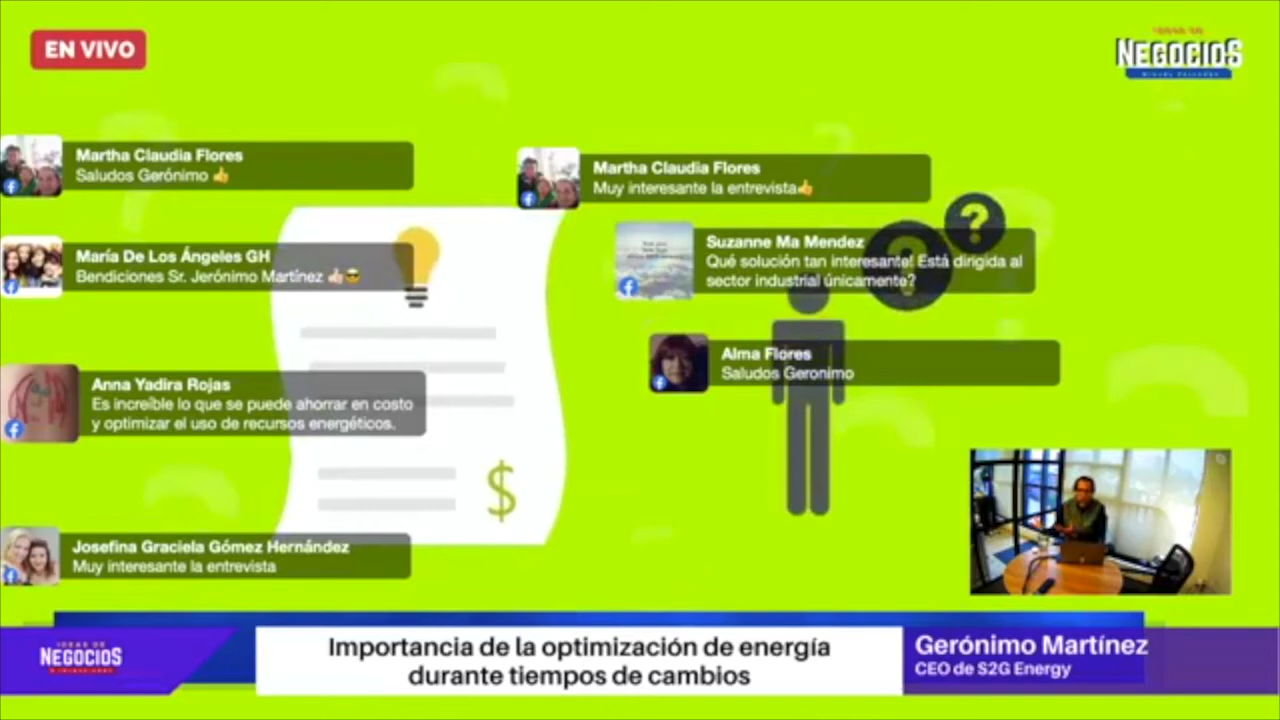 EN VIVO
IDEAS DE
NEGOCIOS
Martha Claudia Flores
Saludos Gerónimo 👍
Martha Claudia Flores
Muy interesante la entrevista👍
María De Los Ángeles GH
Bendiciones Sr. Jerónimo Martínez 👍🏻😎
Suzanne Ma Mendez
Qué solución tan interesante! Está dirigida al
sector industrial únicamente?
?
?
Alma Flores
Saludos Geronimo
Anna Yadira Rojas
Es increíble lo que se puede ahorrar en costo
y optimizar el uso de recursos energéticos.
$
Josefina Graciela Gómez Hernández
Muy interesante la entrevista
IDEAS DE
NEGOCIOS
Importancia de la optimización de energía
durante tiempos de cambios
Gerónimo Martínez
CEO de S2G Energy